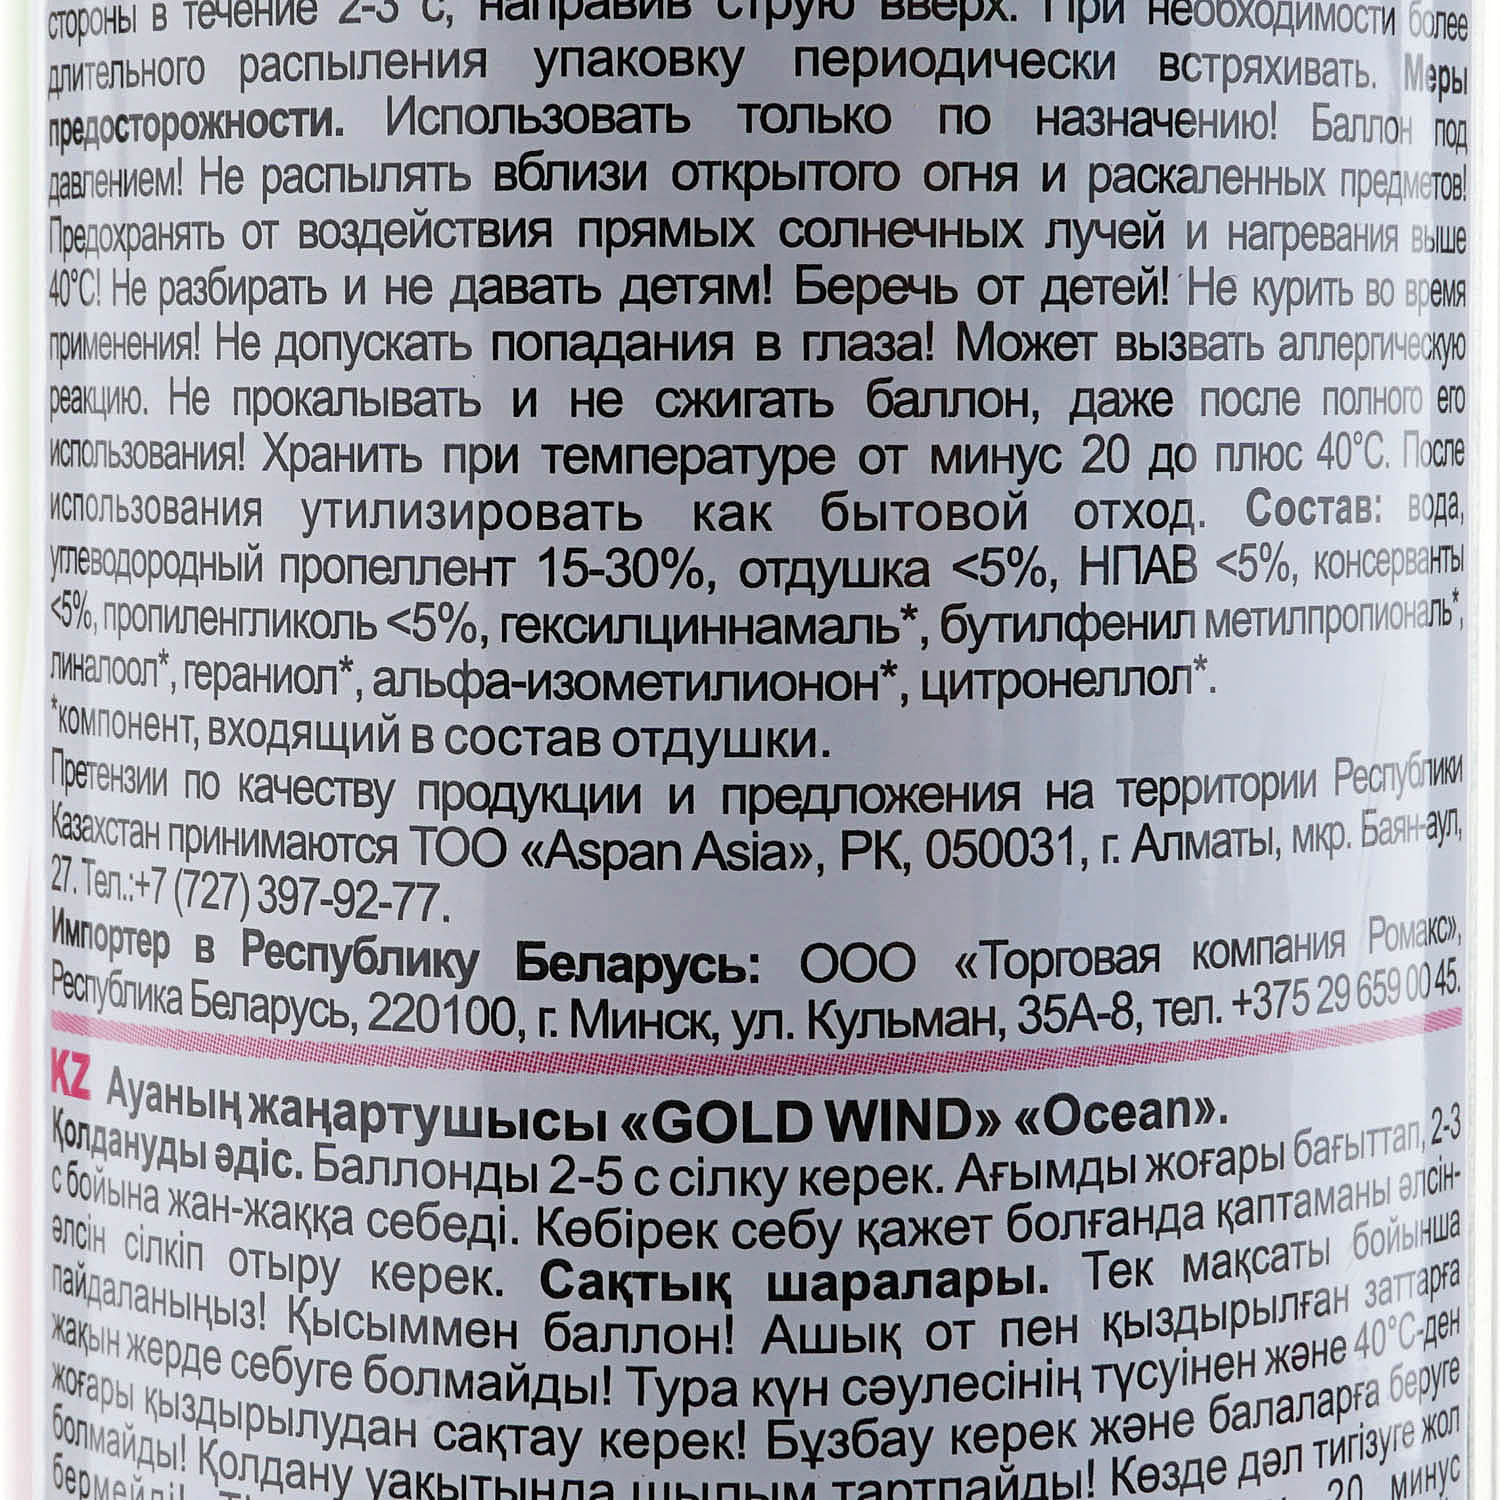 стороны в течение 2-3 с, направив струю вверх. При необходимости более
длительного распыления упаковку периодически встряхивать. Меры
предосторожности. Использовать только по назначению! Баллон под
давлением! Не распылять вблизи открытого огня и раскаленных предметов!
Предохранять от воздействия прямых солнечных лучей и нагревания выше
40°С! Не разбирать и не давать детям! Беречь от детей! Не курить во время
применения! Не допускать попадания в глаза! Может вызвать аллергическую
реакцию. Не прокалывать и не сжигать баллон, даже после полного его
использования! Хранить при температуре от минус 20 до плюс 40°С. После
использования утилизировать как бытовой отход. Состав: вода,
углеводородный пропеллент 15-30%, отдушка <5%, НПАВ <5%, консерванты
<5%, пропиленгликоль <5%, гексилциннамаль*, бутилфенил метилпропиональ*,
линалоол*, гераниол*, альфа-изометилионон*, цитронеллол*.
*компонент, входящий в состав отдушки.
Претензии по качеству продукции и предложения на территории Республики
Казахстан принимаются ТОО «Aspan Asia», РК, 050031, г. Алматы, мкр. Баян-аул,
27. Тел.:+7 (727) 397-92-77.
Импортер в Республику Беларусь: ООО «Торговая компания Ромакс»,
Республика Беларусь, 220100, г. Минск, ул. Кульман, 35А-8, тел. +375 29 659 00 45.
KZ Ауаның жаңартушысы «GOLD WIND» «Ocean».
Қолдануды әдіс. Баллонды 2-5 с сілку керек. Ағымды жоғары бағыттап, 2-3
с бойына жан-жаққа себеді. Көбірек себу қажет болғанда қаптаманы әлсін-
әлсін сілкіп отыру керек. Сақтық шаралары. Тек мақсаты бойынша
пайдаланыңыз! Қысыммен баллон! Ашық от пен қыздырылған заттарға
жақын жерде себуге болмайды! Тура күн сәулесінің түсуінен және 40°С-ден
жоғары қыздырылудан сақтау керек! Бұзбау керек және балаларға беруге
болмайды! Қолдану уақытында шылым тартпайды! Көзде дәл тигізуге жол
бермейді! 20 минус